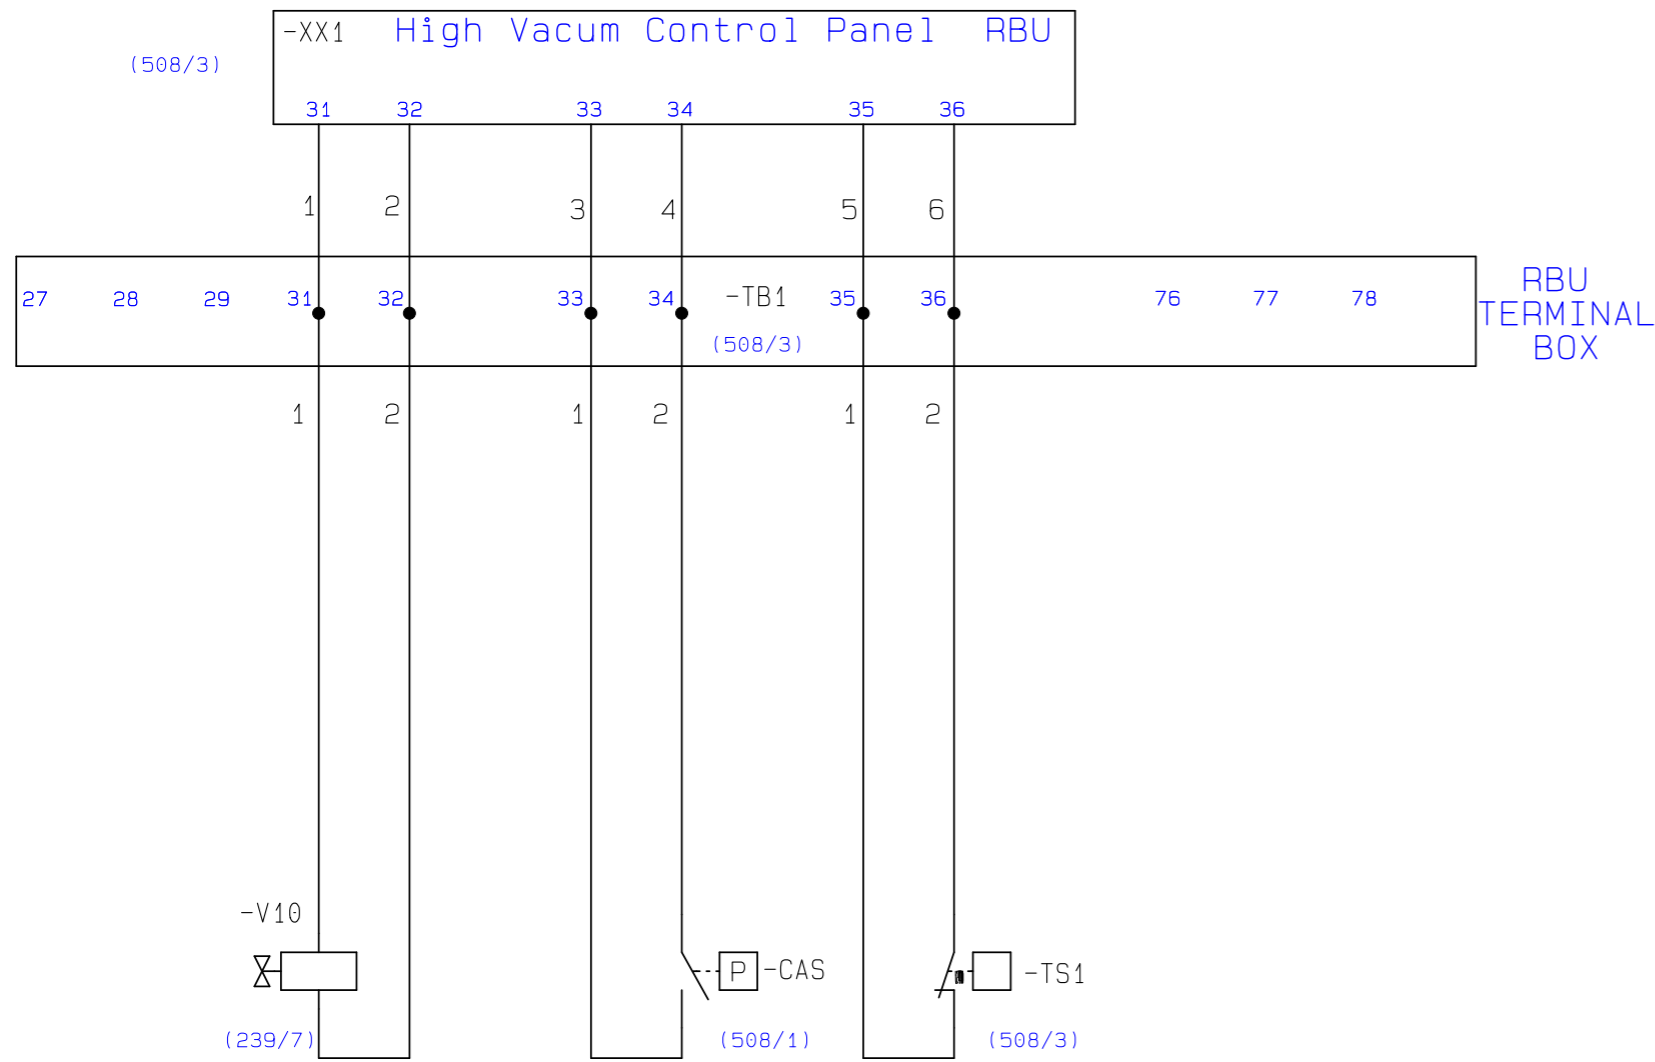 -XX1 High Vacum Control Panel RBU
(508/3)
31 32 33 34 35 36
1 2 3 4 5 6
27 28 29 31 32 33 34 -TB1 35 36 76 77 78
(508/3)
RBU
TERMINAL
BOX
1 2 1 2 1 2
-V10
P -CAS
-TS1
(239/7) (508/1) (508/3)